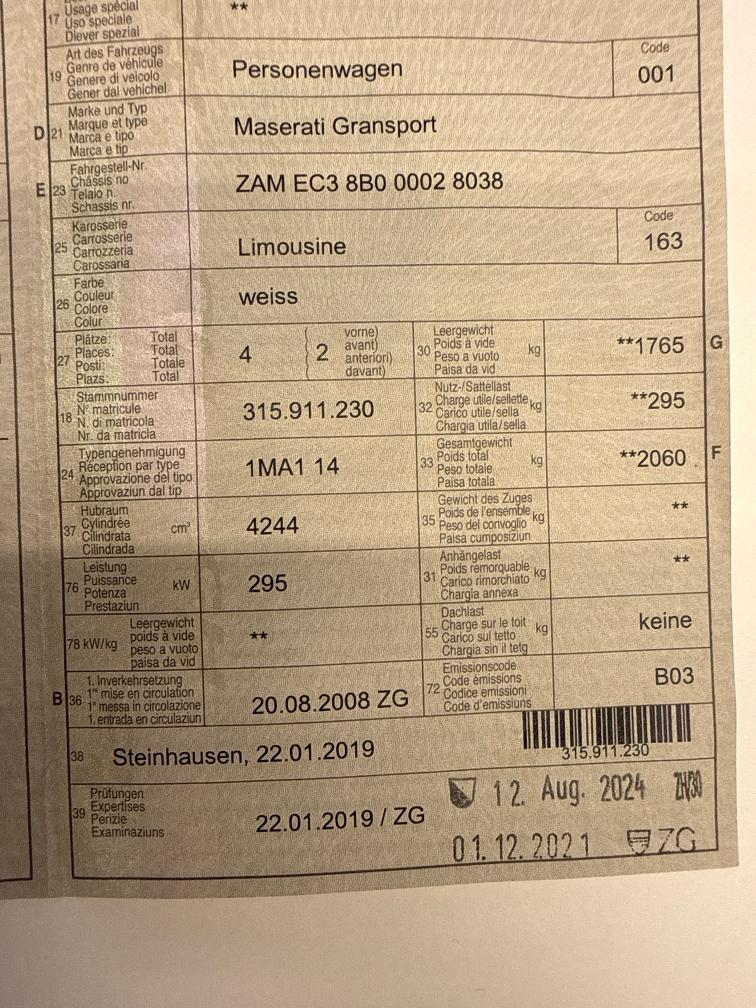 Usage spécial
17 Uso speciale **
Diever spezial
Art des Fahrzeugs
Genre de véhicule
19 Genere di veicolo Personenwagen Code 001
Gener dal vehichel
Marke und Typ
D 21 Marque et type Maserati Gransport
Marca e tipo
Marca e tip
Fahrgestell-Nr.
E 23 Châssis no ZAM EC3 8B0 0002 8038
Telaio n.
Schassis nr.
Karosserie
25 Carrosserie Limousine Code 163
Carrozzeria
Carossaria
Farbe
26 Couleur weiss
Colore
Colur
Plätze: Total vorne)
27 Places: Total 4 ( 2 avant)
Posti: Totale anteriori)
Plazs: Total davant)
Leergewicht
30 Poids à vide kg **1765 G
Peso a vuoto
Paisa da vid
Stammnummer
18 N° matricule 315.911.230
N. di matricola
Nr. da matricla
Nutz-/Sattellast
32 Charge utile/sellette kg **295
Carico utile/sella
Chargia utila/sella
Typengenehmigung
24 Réception par type 1MA1 14
Approvazione del tipo
Approvaziun dal tip
Gesamtgewicht
33 Poids total kg **2060 F
Peso totale
Paisa totala
Hubraum
37 Cylindrée cm³ 4244
Cilindrata
Cilindrada
Gewicht des Zuges
35 Poids de l'ensemble kg **
Peso del convoglio
Paisa cumposiziun
Leistung
76 Puissance kW 295
Potenza
Prestaziun
Anhängelast
31 Poids remorquable kg **
Carico rimorchiato
Chargia annexa
Leergewicht
78 kW/kg poids à vide **
peso a vuoto
paisa da vid
Dachlast
55 Charge sur le toit kg keine
Carico sul tetto
Chargia sin il tetg
1. Inverkehrsetzung
B 36 1re mise en circulation 20.08.2008 ZG
1a messa in circolazione
1. entrada en circulaziun
Emissionscode
72 Code émissions B03
Codice emissioni
Code d'emissiuns
38 Steinhausen, 22.01.2019
315.911.230
Prüfungen
39 Expertises 22.01.2019 / ZG
Perizie
Examinaziuns
12. Aug. 2024 ZH/30
01.12.2021 ZG